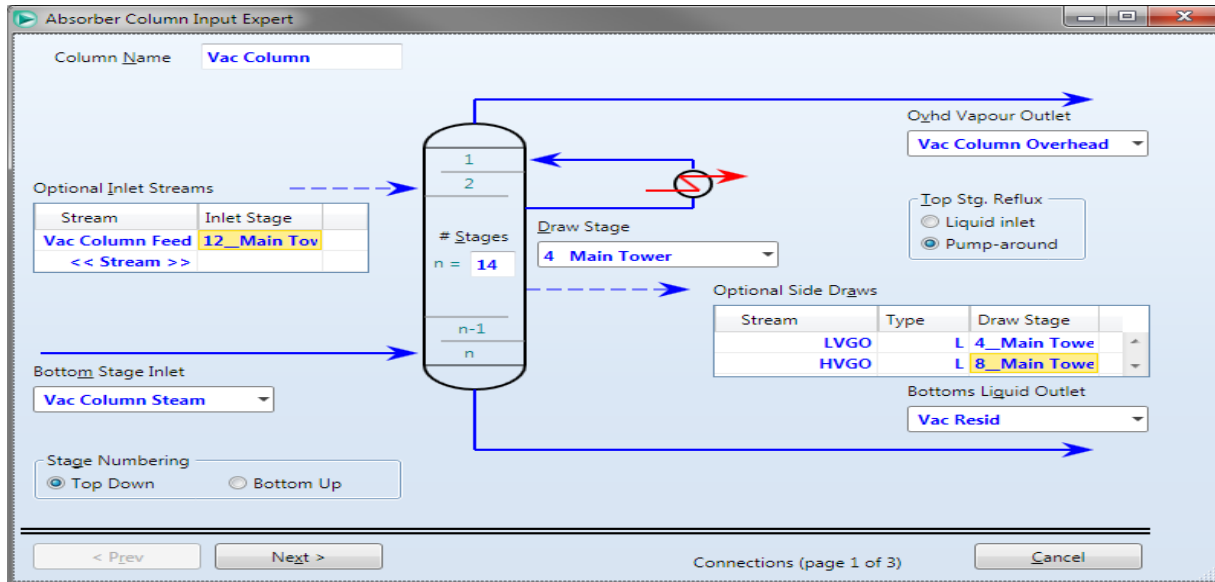 Absorber Column Input Expert
Column Name Vac Column
Ovhd Vapour Outlet
Vac Column Overhead
1
2
Optional Inlet Streams
Stream Inlet Stage
Vac Column Feed 12__Main Tov
<< Stream >>
# Stages
n = 14
Draw Stage
4 Main Tower
Top Stg. Reflux
Liquid inlet
Pump-around
Optional Side Draws
Stream Type Draw Stage
LVGO L 4__Main Towe
HVGO L 8__Main Towe
n-1
n
Bottom Stage Inlet
Vac Column Steam
Bottoms Liquid Outlet
Vac Resid
Stage Numbering
Top Down Bottom Up
< Prev Next > Connections (page 1 of 3) Cancel